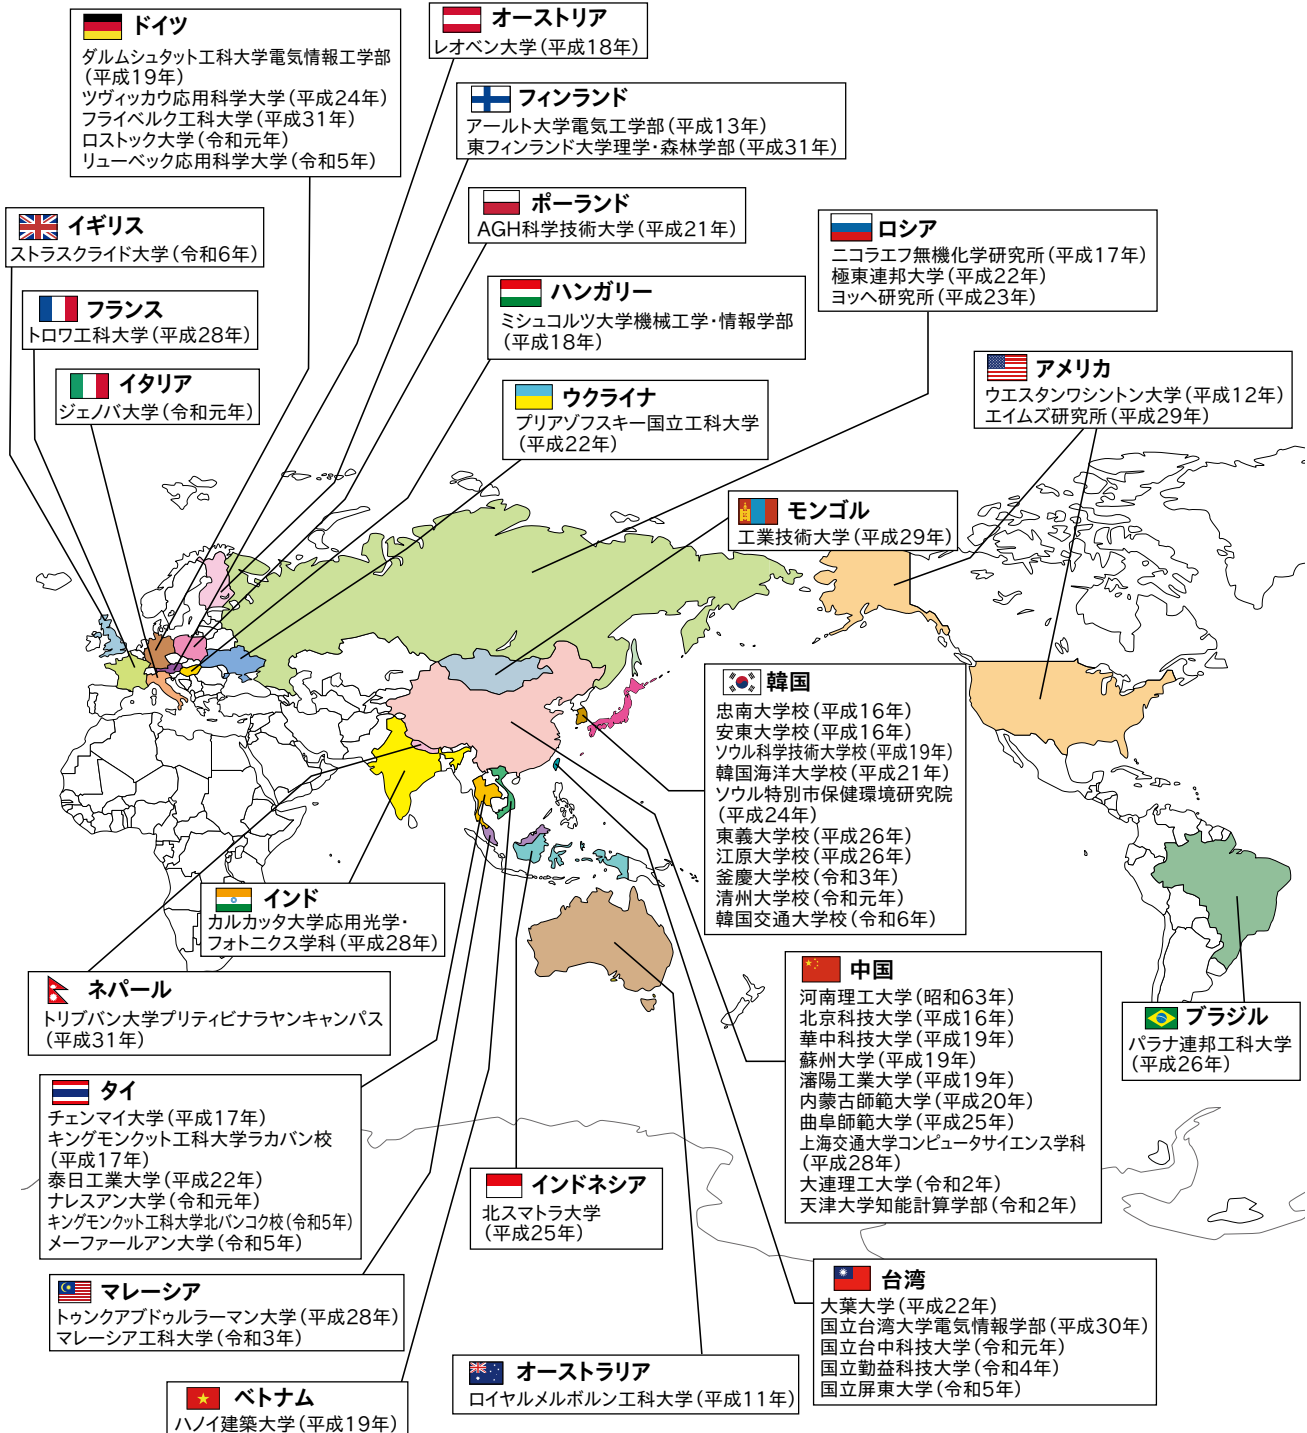 ドイツ
ダルムシュタット工科大学電気情報工学部
(平成19年)
ツヴィッカウ応用科学大学(平成24年)
フライベルク工科大学(平成31年)
ロストック大学(令和元年)
リューベック応用科学大学(令和5年)
オーストリア
レオベン大学(平成18年)
フィンランド
アールト大学電気工学部(平成13年)
東フィンランド大学理学・森林学部(平成31年)
ポーランド
AGH科学技術大学(平成21年)
イギリス
ストラスクライド大学(令和6年)
ロシア
ニコラエフ無機化学研究所(平成17年)
極東連邦大学(平成22年)
ヨッヘ研究所(平成23年)
ハンガリー
ミシュコルツ大学機械工学・情報学部
(平成18年)
フランス
トロワ工科大学(平成28年)
イタリア
ジェノバ大学(令和元年)
ウクライナ
プリアゾフスキー国立工科大学
(平成22年)
アメリカ
ウエスタンワシントン大学(平成12年)
エイムズ研究所(平成29年)
モンゴル
工業技術大学(平成29年)
韓国
忠南大学校(平成16年)
安東大学校(平成16年)
ソウル科学技術大学校(平成19年)
韓国海洋大学校(平成21年)
ソウル特別市保健環境研究院
(平成24年)
東義大学校(平成26年)
江原大学校(平成26年)
釜慶大学校(令和3年)
清州大学校(令和元年)
韓国交通大学校(令和6年)
インド
カルカッタ大学応用光学・
フォトニクス学科(平成28年)
ネパール
トリブバン大学プリティビナラヤンキャンパス
(平成31年)
中国
河南理工大学(昭和63年)
北京科技大学(平成16年)
華中科技大学(平成19年)
蘇州大学(平成19年)
瀋陽工業大学(平成19年)
内蒙古師範大学(平成20年)
曲阜師範大学(平成25年)
上海交通大学コンピュータサイエンス学科
(平成28年)
大連理工大学(令和2年)
天津大学知能計算学部(令和2年)
ブラジル
パラナ連邦工科大学
(平成26年)
タイ
チェンマイ大学(平成17年)
キングモンクット工科大学ラカバン校
(平成17年)
泰日工業大学(平成22年)
ナレスアン大学(令和元年)
キングモンクット工科大学北バンコク校(令和5年)
メーファールアン大学(令和5年)
インドネシア
北スマトラ大学
(平成25年)
マレーシア
トゥンクアブドゥルラーマン大学(平成28年)
マレーシア工科大学(令和3年)
台湾
大葉大学(平成22年)
国立台湾大学電気情報学部(平成30年)
国立台中科技大学(令和元年)
国立勤益科技大学(令和4年)
国立屏東大学(令和5年)
オーストラリア
ロイヤルメルボルン工科大学(平成11年)
ベトナム
ハノイ建築大学(平成19年)